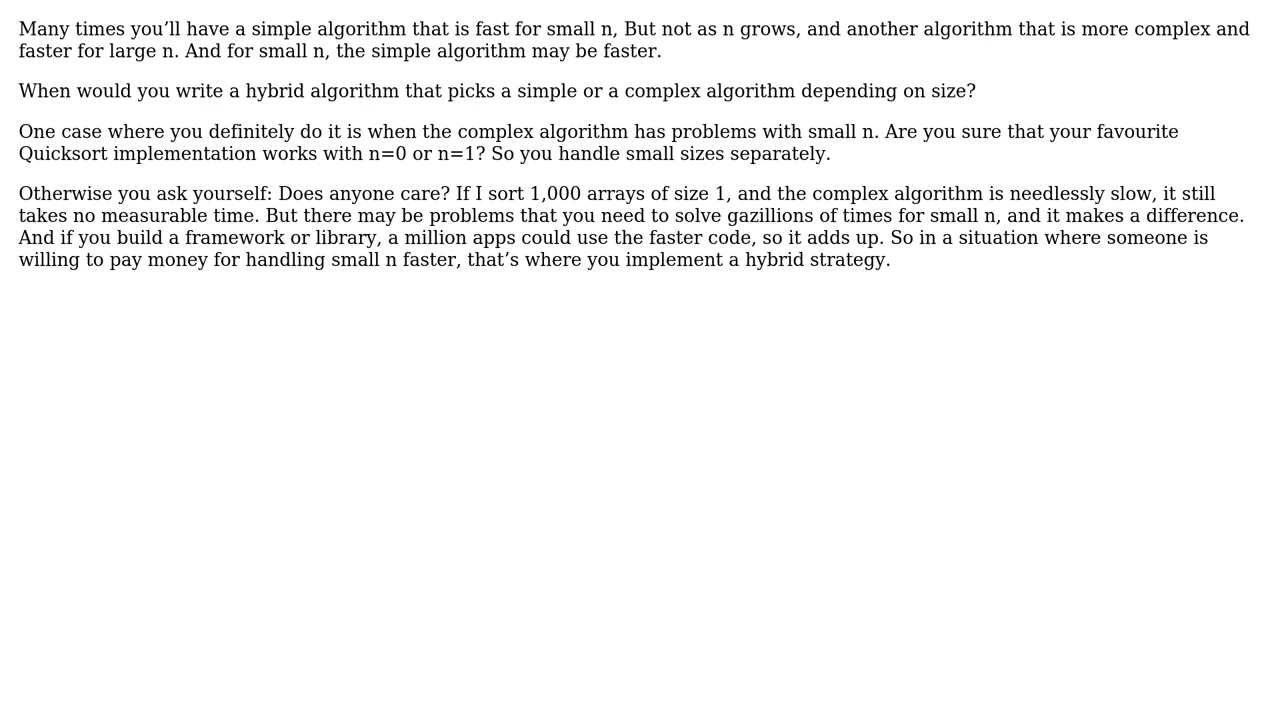 Many times you’ll have a simple algorithm that is fast for small n, But not as n grows, and another algorithm that is more complex and
faster for large n. And for small n, the simple algorithm may be faster.
When would you write a hybrid algorithm that picks a simple or a complex algorithm depending on size?
One case where you definitely do it is when the complex algorithm has problems with small n. Are you sure that your favourite
Quicksort implementation works with n=0 or n=1? So you handle small sizes separately.
Otherwise you ask yourself: Does anyone care? If I sort 1,000 arrays of size 1, and the complex algorithm is needlessly slow, it still
takes no measurable time. But there may be problems that you need to solve gazillions of times for small n, and it makes a difference.
And if you build a framework or library, a million apps could use the faster code, so it adds up. So in a situation where someone is
willing to pay money for handling small n faster, that’s where you implement a hybrid strategy.